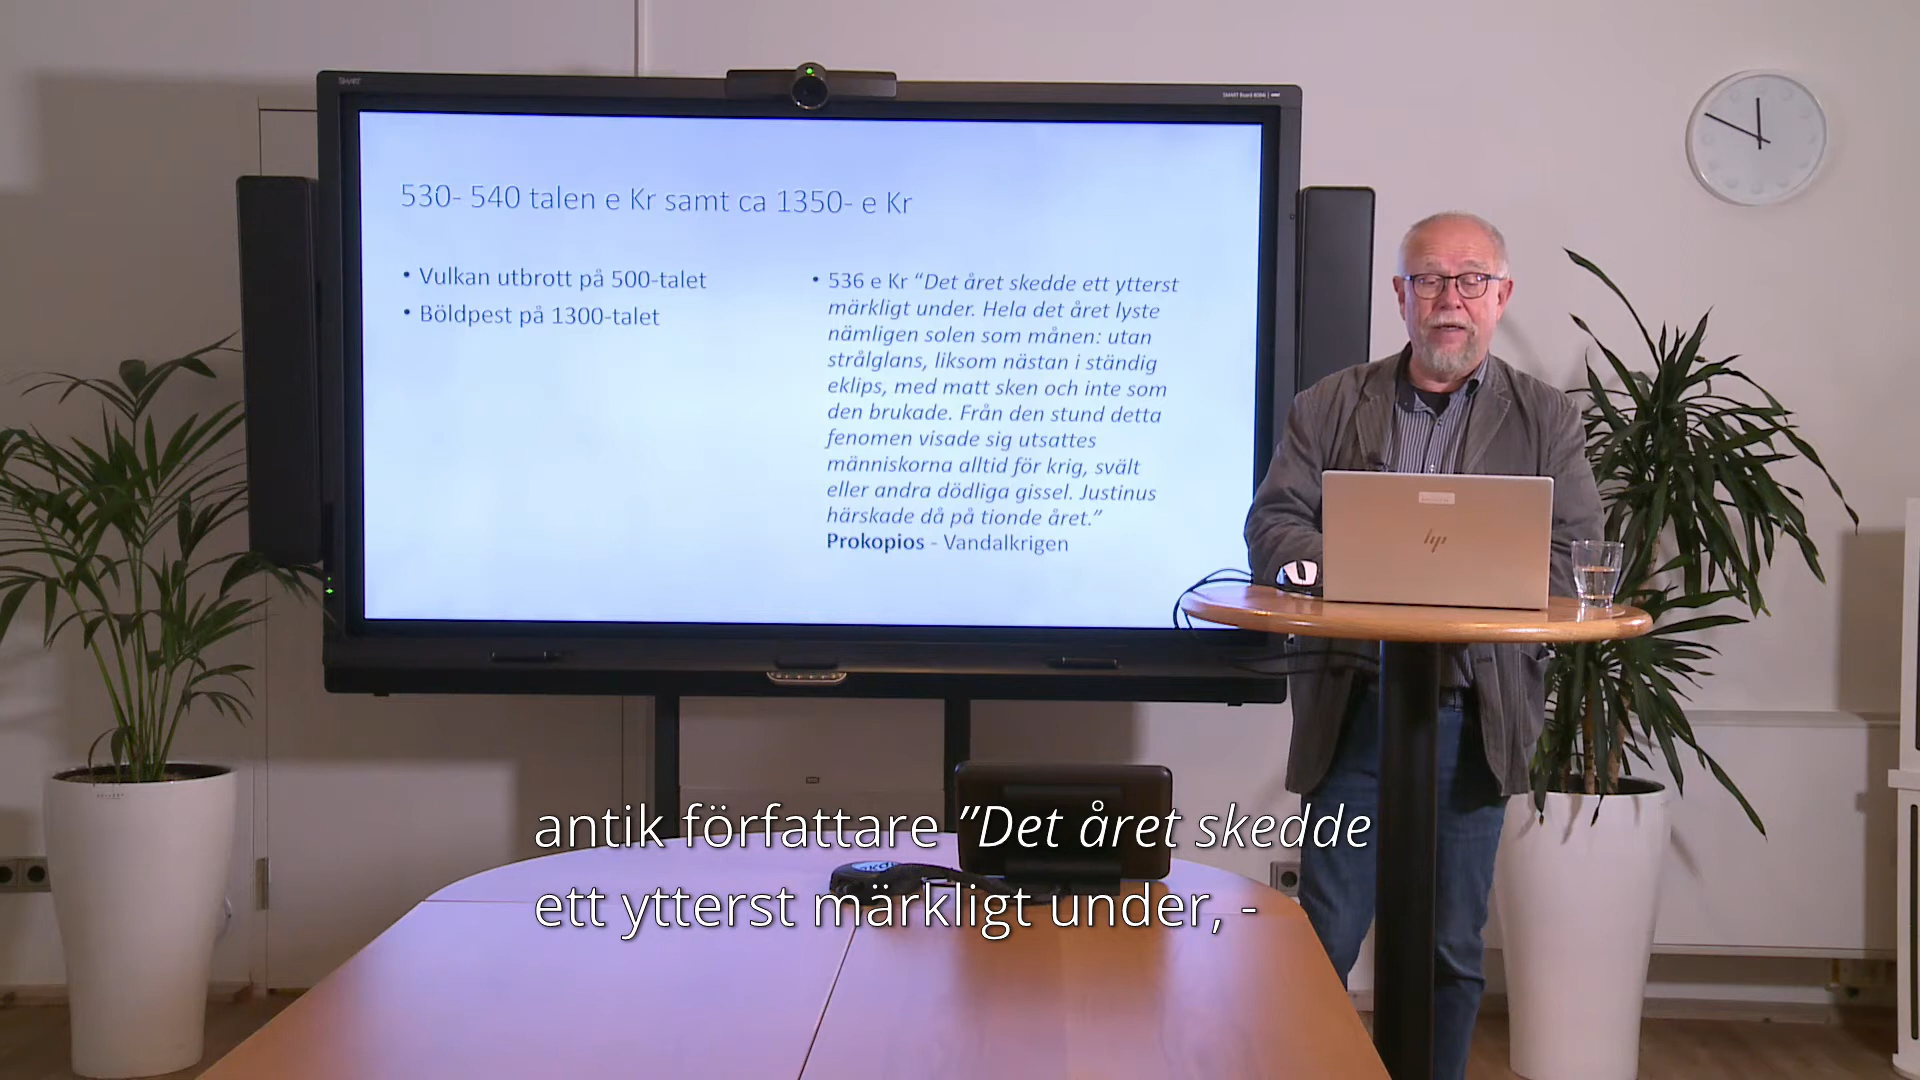 SMART
530- 540 talen e Kr samt ca 1350- e Kr
• Vulkan utbrott på 500-talet
• Böldpest på 1300-talet
• 536 e Kr “Det året skedde ett ytterst
märkligt under. Hela det året lyste
nämligen solen som månen: utan
strålglans, liksom nästan i ständig
eklips, med matt sken och inte som
den brukade. Från den stund detta
fenomen visade sig utsattes
människorna alltid för krig, svält
eller andra dödliga gissel. Justinus
härskade då på tionde året.”
Prokopios - Vandalkrigen
hp
antik författare ”Det året skedde
ett ytterst märkligt under, -